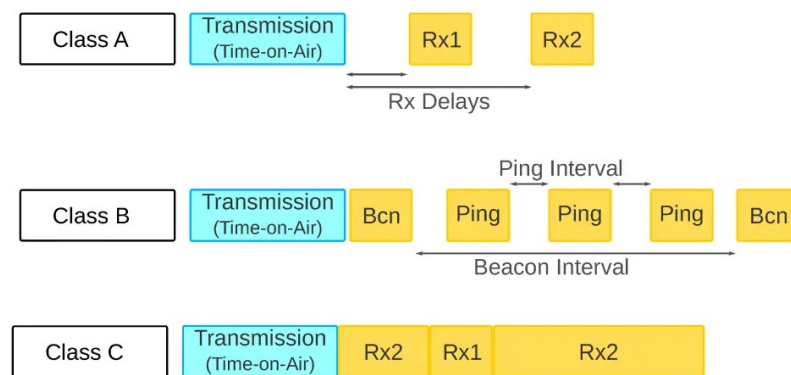 Class A
Transmission
(Time-on-Air)
Rx1
Rx2
Rx Delays
Ping Interval
Class B
Transmission
(Time-on-Air)
Bcn
Ping
Ping
Ping
Bcn
Beacon Interval
Class C
Transmission
(Time-on-Air)
Rx2
Rx1
Rx2